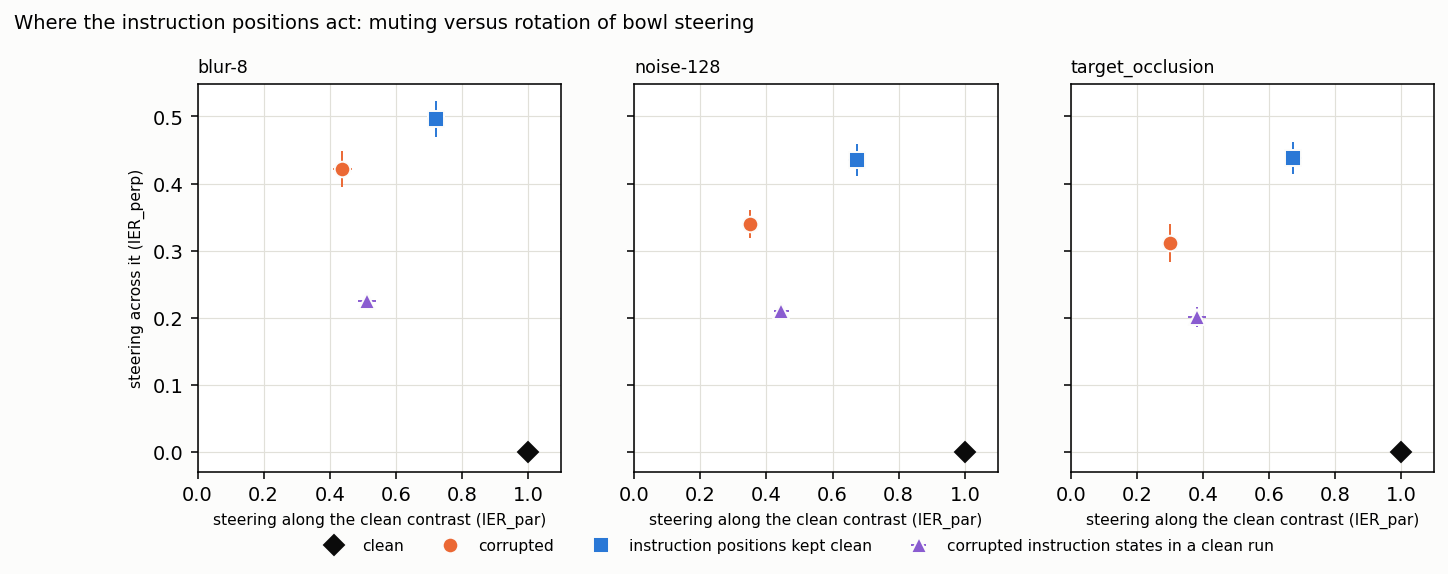 Where the instruction positions act: muting versus rotation of bowl steering
blur-8
noise-128
target_occlusion
steering across it (IER_perp)
0.5
0.4
0.3
0.2
0.1
0.0
0.0 0.2 0.4 0.6 0.8 1.0
0.0 0.2 0.4 0.6 0.8 1.0
0.0 0.2 0.4 0.6 0.8 1.0
steering along the clean contrast (IER_par)
steering along the clean contrast (IER_par)
steering along the clean contrast (IER_par)
clean corrupted instruction positions kept clean corrupted instruction states in a clean run